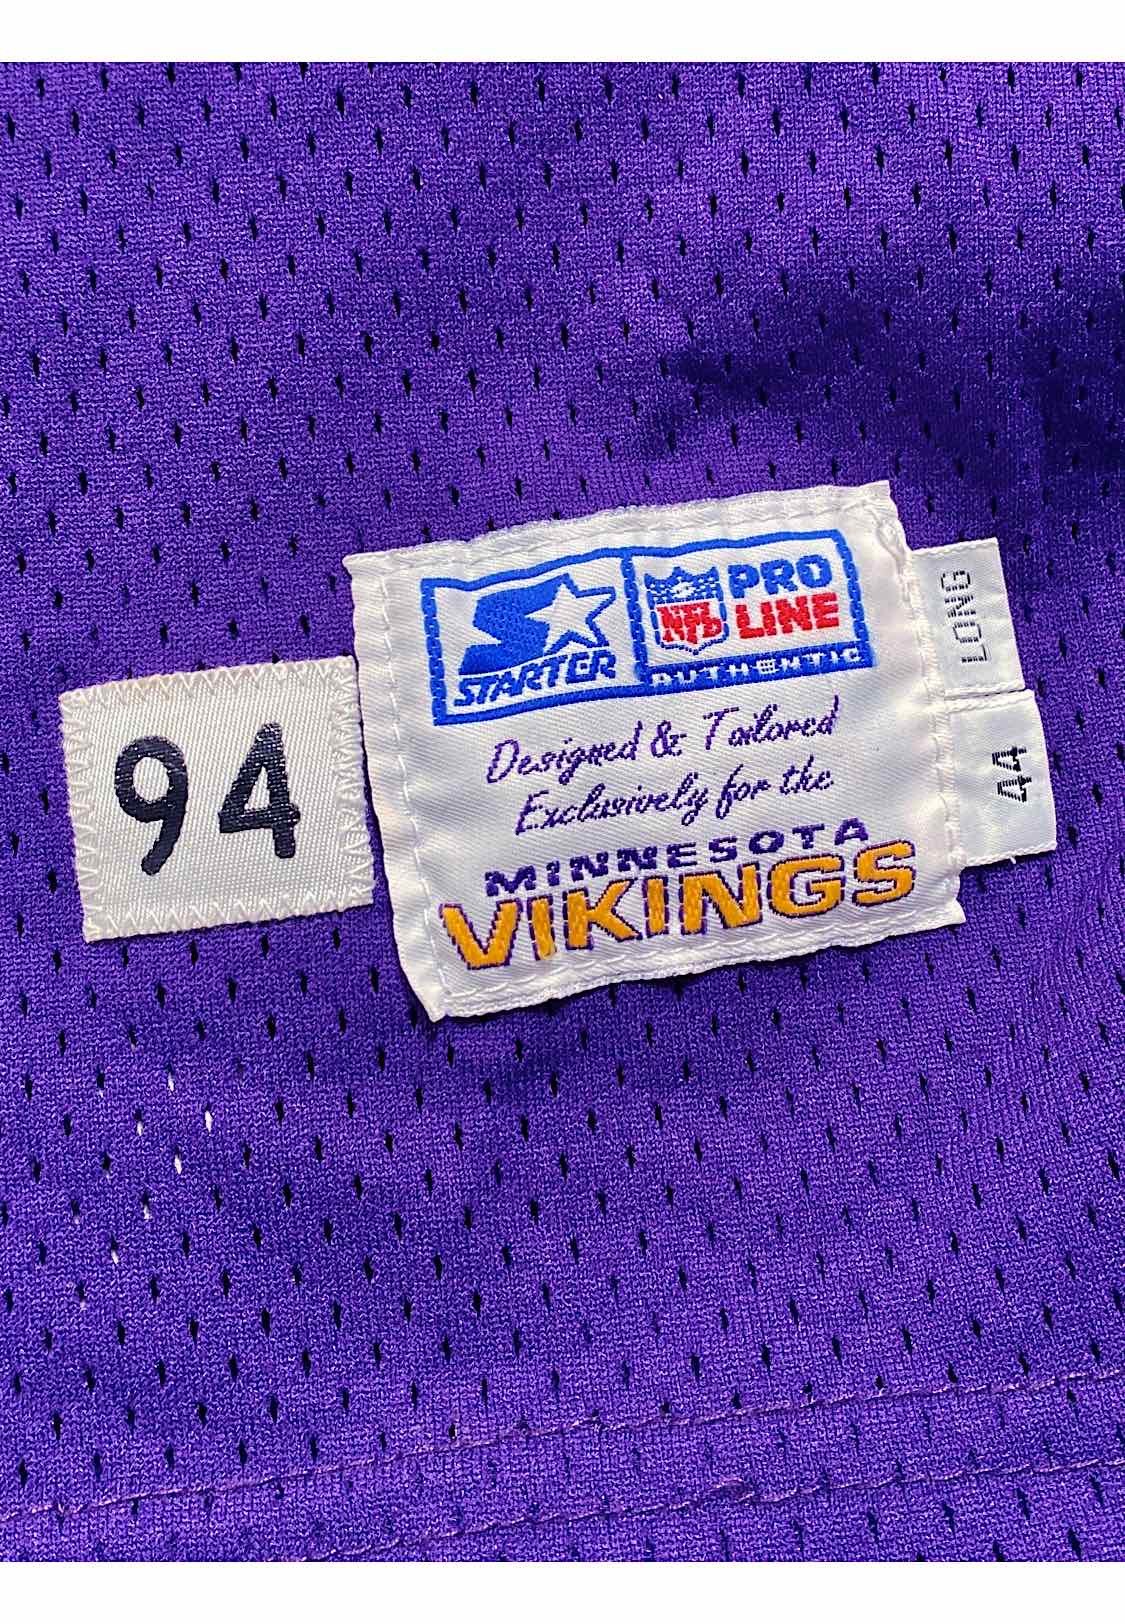 94
STARTER
NFL
PRO
LINE
AUTHENTIC
Designed & Tailored
Exclusively for the
MINNESOTA
VIKINGS
LONG
44